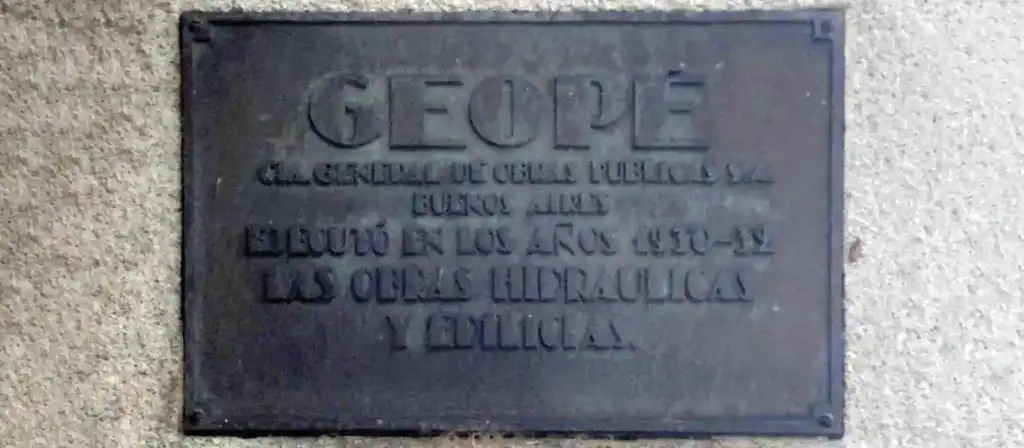 GEOPÉ
CIA. GENERAL DE OBRAS PUBLICAS S.A.
BUENOS AIRES
EJECUTÓ EN LOS AÑOS 1930-32
LAS OBRAS HIDRAULICAS
Y EDILICIAS.